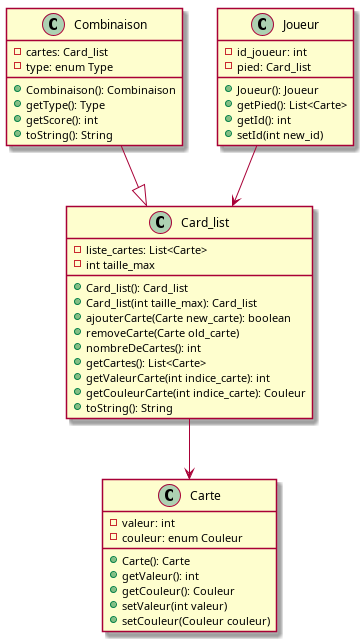 C Combinaison
cartes: Card_list
type: enum Type
Combinaison(): Combinaison
getType(): Type
getScore(): int
toString(): String
C Joueur
id_joueur: int
pied: Card_list
Joueur(): Joueur
getPied(): List<Carte>
getId(): int
setId(int new_id)
C Card_list
liste_cartes: List<Carte>
int taille_max
Card_list(): Card_list
Card_list(int taille_max): Card_list
ajouterCarte(Carte new_carte): boolean
removeCarte(Carte old_carte)
nombreDeCartes(): int
getCartes(): List<Carte>
getValeurCarte(int indice_carte): int
getCouleurCarte(int indice_carte): Couleur
toString(): String
C Carte
valeur: int
couleur: enum Couleur
Carte(): Carte
getValeur(): int
getCouleur(): Couleur
setValeur(int valeur)
setCouleur(Couleur couleur)